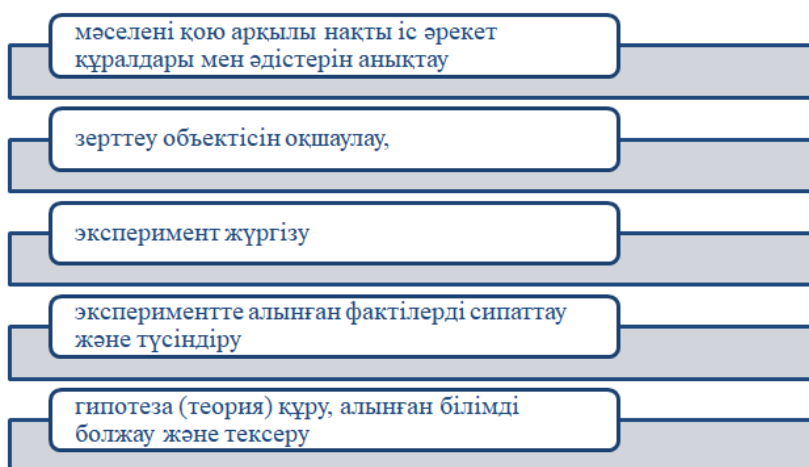 мәселені қою арқылы нақты іс әрекет
құралдары мен әдістерін анықтау
зерттеу объектісін оқшаулау,
эксперимент жүргізу
экспериментте алынған фактілерді сипаттау
және түсіндіру
гипотеза (теория) құру, алынған білімді
болжау және тексеру